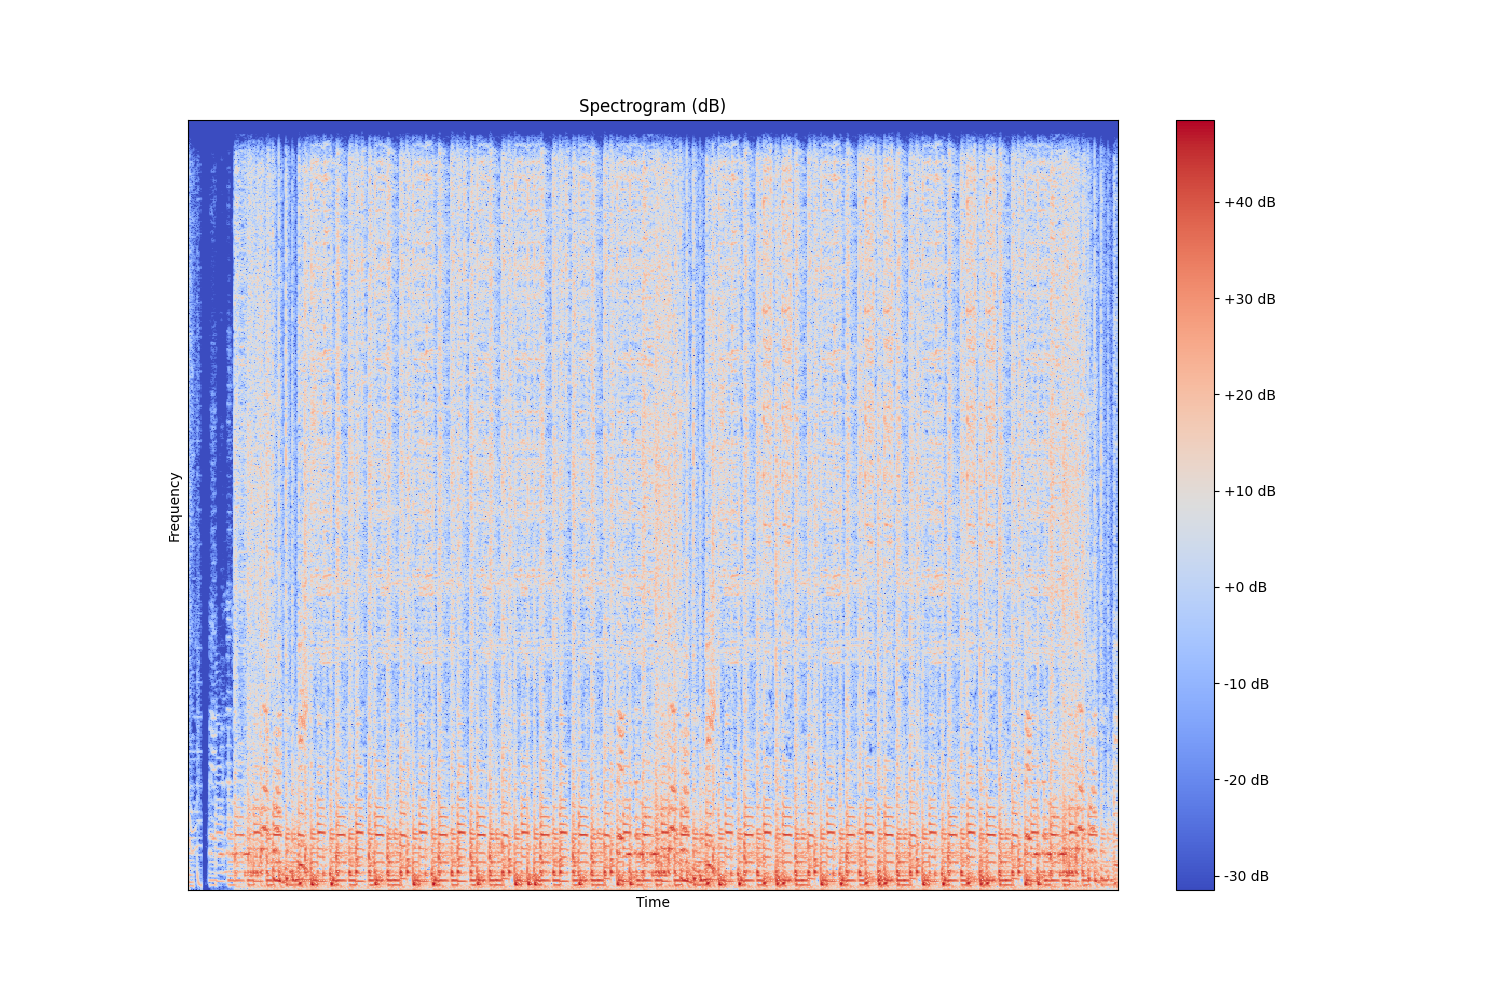 Spectrogram (dB)
Frequency
Time
+40 dB
+30 dB
+20 dB
+10 dB
+0 dB
-10 dB
-20 dB
-30 dB